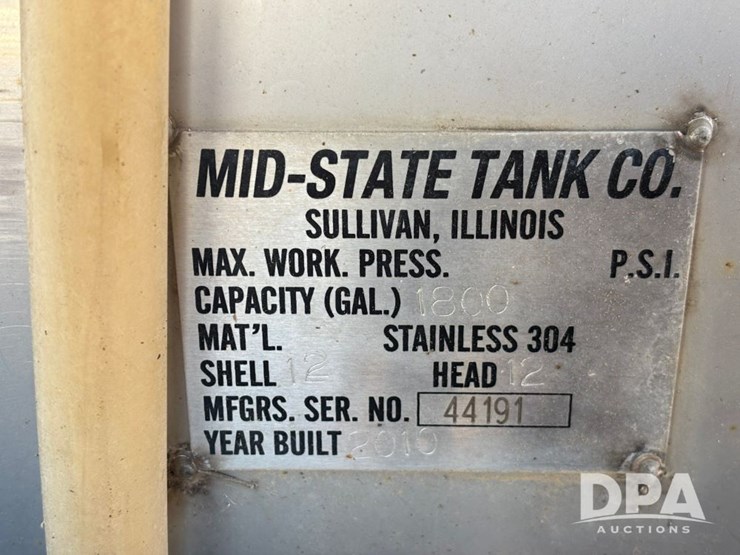 MID-STATE TANK CO.
SULLIVAN, ILLINOIS
MAX. WORK. PRESS. P.S.I.
CAPACITY (GAL.) 1800
MAT'L. STAINLESS 304
SHELL 12 HEAD 12
MFGRS. SER. NO. 44191
YEAR BUILT 2010
DPA
AUCTIONS